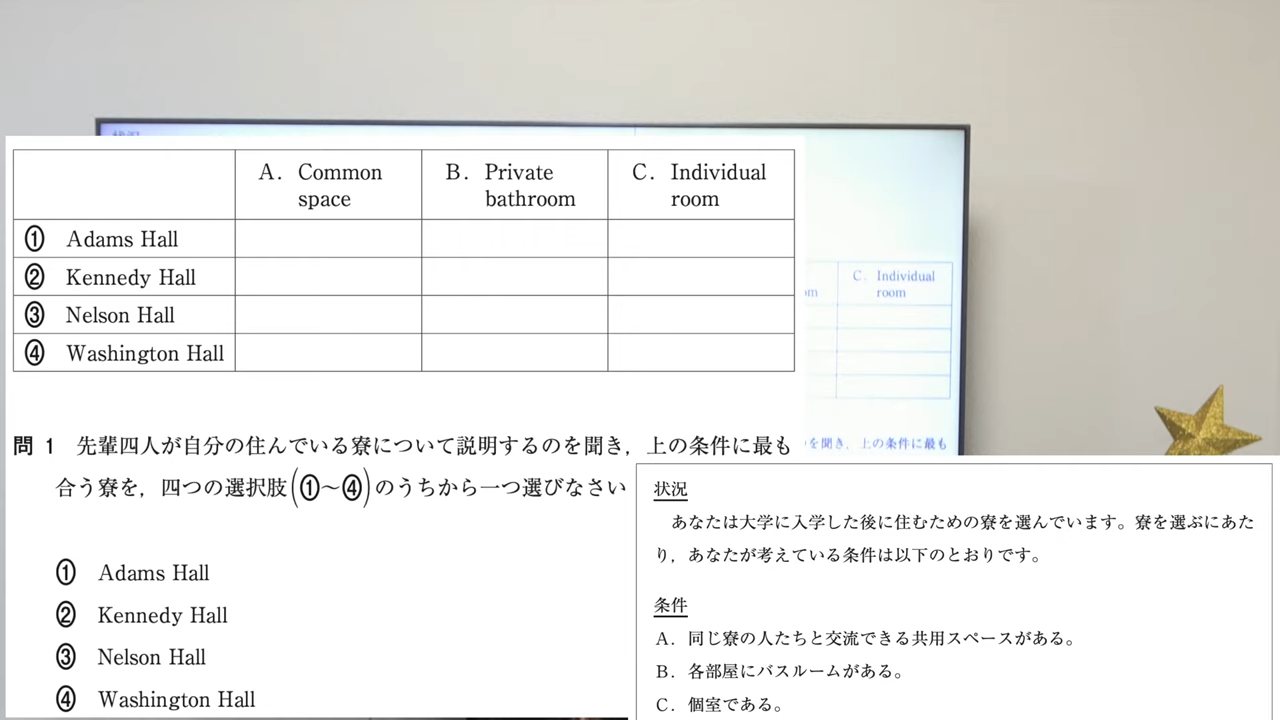 A. Common space
B. Private bathroom
C. Individual room
① Adams Hall
② Kennedy Hall
③ Nelson Hall
④ Washington Hall
C. Individual
room
問 1 先輩四人が自分の住んでいる寮について説明するのを聞き，上の条件に最も
合う寮を，四つの選択肢(①～④)のうちから一つ選びなさい
を聞き，上の条件に最も
① Adams Hall
② Kennedy Hall
③ Nelson Hall
④ Washington Hall
状況
あなたは大学に入学した後に住むための寮を選んでいます。寮を選ぶにあた
り，あなたが考えている条件は以下のとおりです。
条件
A．同じ寮の人たちと交流できる共用スペースがある。
B．各部屋にバスルームがある。
C．個室である。